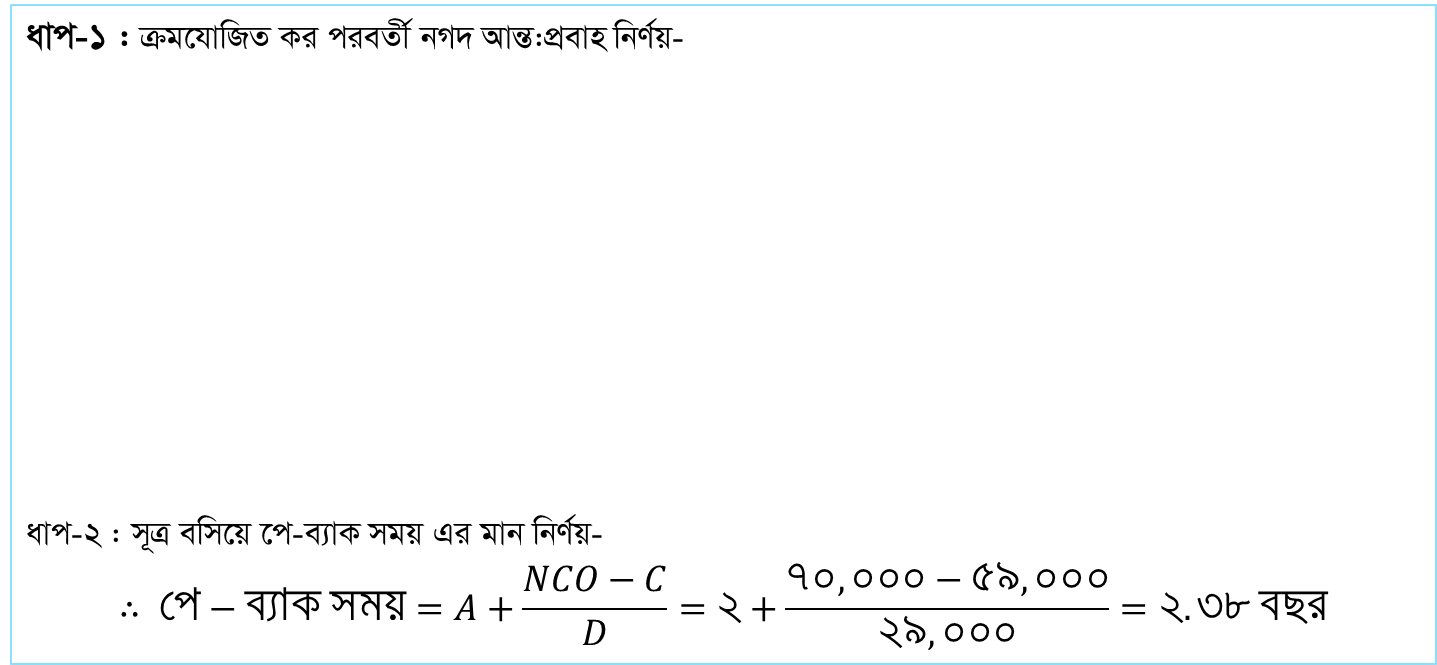 ধাপ-১ : ক্রমযোজিত কর পরবর্তী নগদ আন্ত:প্রবাহ নির্ণয়-
ধাপ-২ : সূত্র বসিয়ে পে-ব্যাক সময় এর মান নির্ণয়-
∴ পে − ব্যাক সময় = A + (NCO − C)/D = ২ + (৭০,০০০ − ৫৯,০০০)/২৯,০০০ = ২.৩৮ বছর